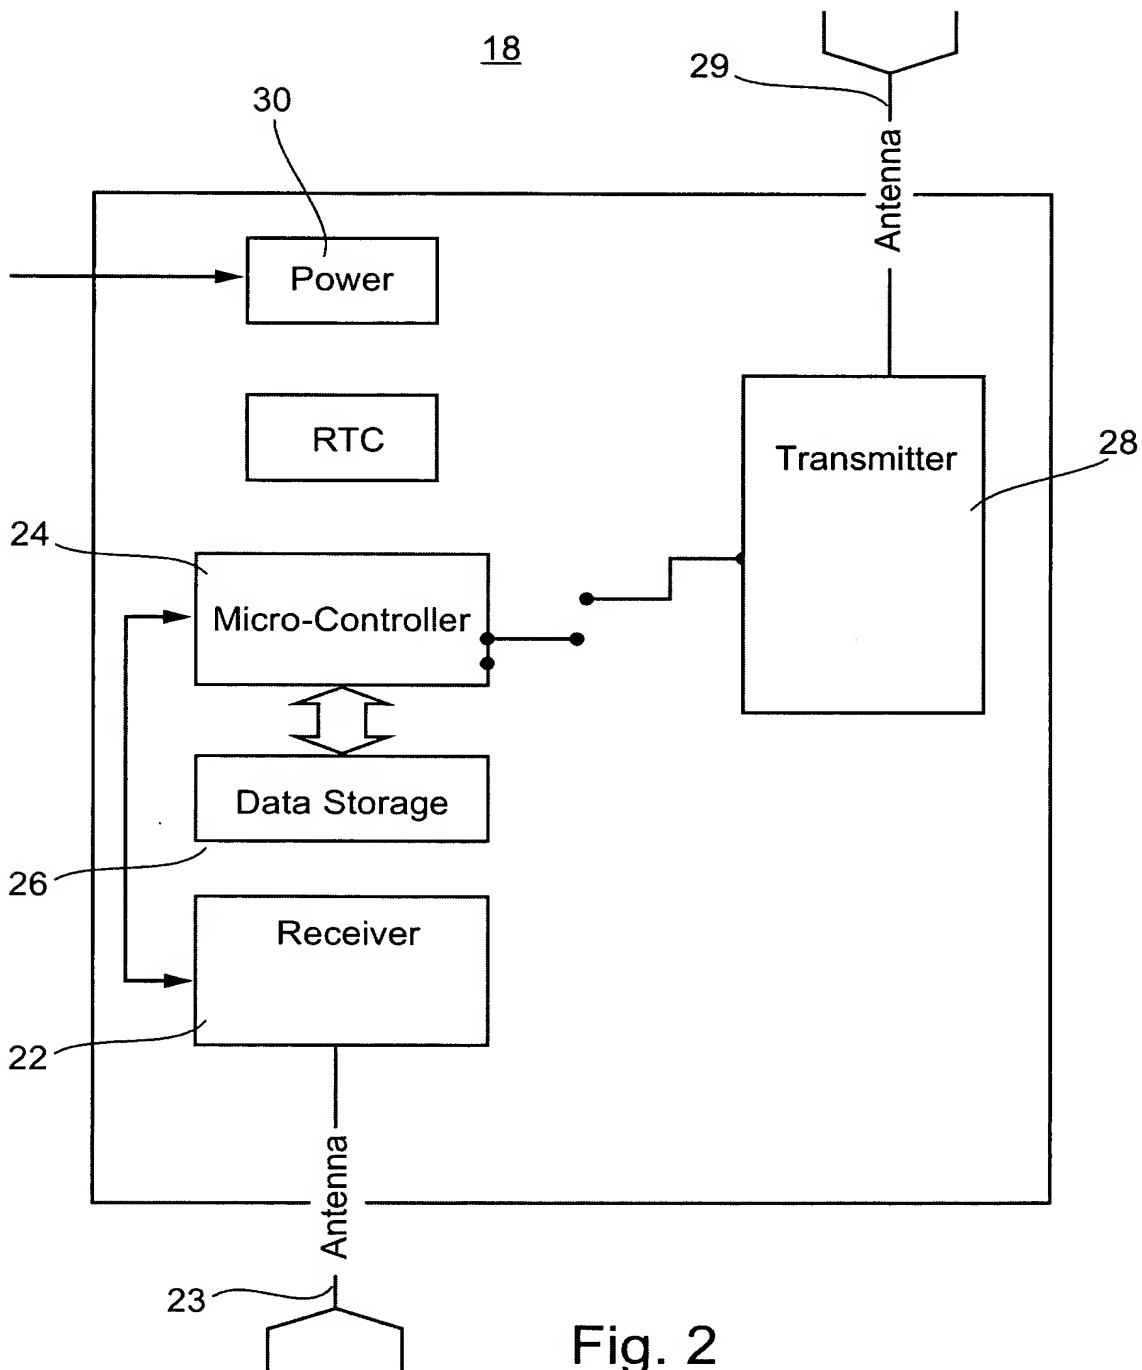 18
29
30
Antenna
Power
RTC
Transmitter
28
24
Micro-Controller
Data Storage
26
Receiver
22
Antenna
23
Fig. 2